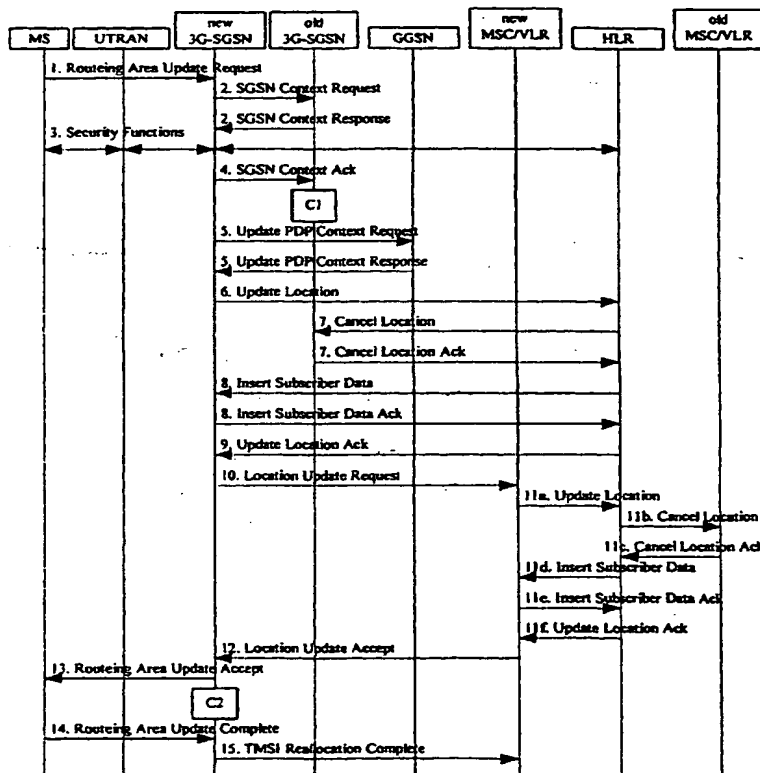 MS
UTRAN
new
3G-SGSN
old
3G-SGSN
GGSN
new
MSC/VLR
HLR
old
MSC/VLR
1. Routeing Area Update Request
2. SGSN Context Request
2. SGSN Context Response
3. Security Functions
4. SGSN Context Ack
C1
5. Update PDP Context Request
5. Update PDP Context Response
6. Update Location
7. Cancel Location
7. Cancel Location Ack
8. Insert Subscriber Data
8. Insert Subscriber Data Ack
9. Update Location Ack
10. Location Update Request
11a. Update Location
11b. Cancel Location
11c. Cancel Location Ack
11d. Insert Subscriber Data
11e. Insert Subscriber Data Ack
11f. Update Location Ack
12. Location Update Accept
13. Routeing Area Update Accept
C2
14. Routeing Area Update Complete
15. TMSI Reallocation Complete